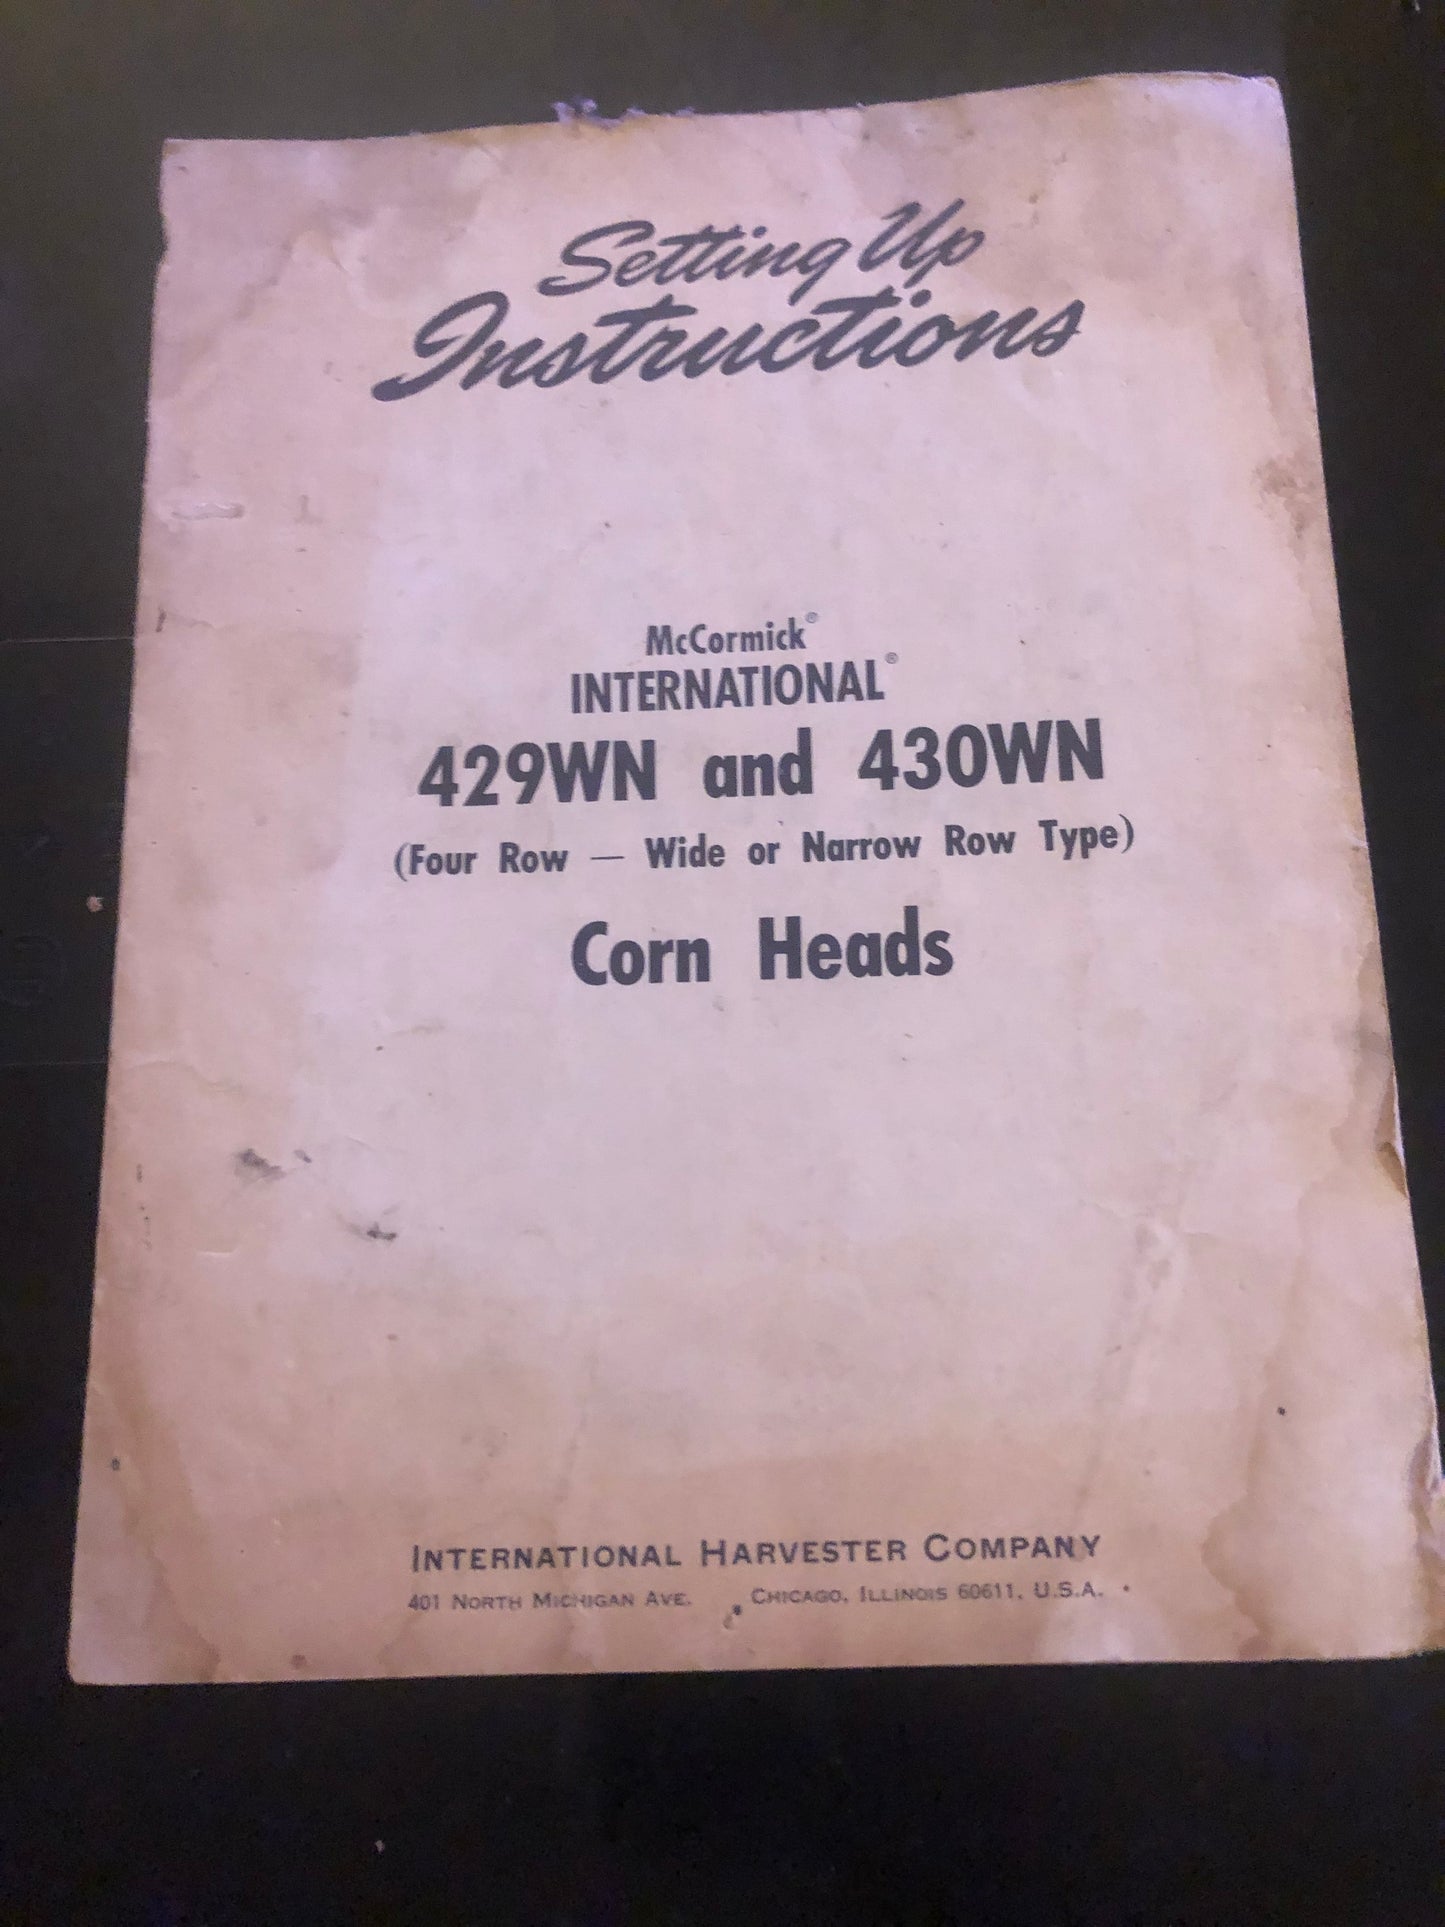 Setting Up
Instructions
McCormick®
INTERNATIONAL®
429WN and 430WN
(Four Row — Wide or Narrow Row Type)
Corn Heads
INTERNATIONAL HARVESTER COMPANY
401 NORTH MICHIGAN AVE. CHICAGO, ILLINOIS 60611, U.S.A.